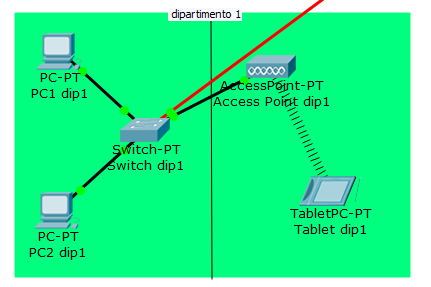 dipartimento 1
PC-PT
PC1 dip1
AccessPoint-PT
Access Point dip1
Switch-PT
Switch dip1
PC-PT
PC2 dip1
TabletPC-PT
Tablet dip1